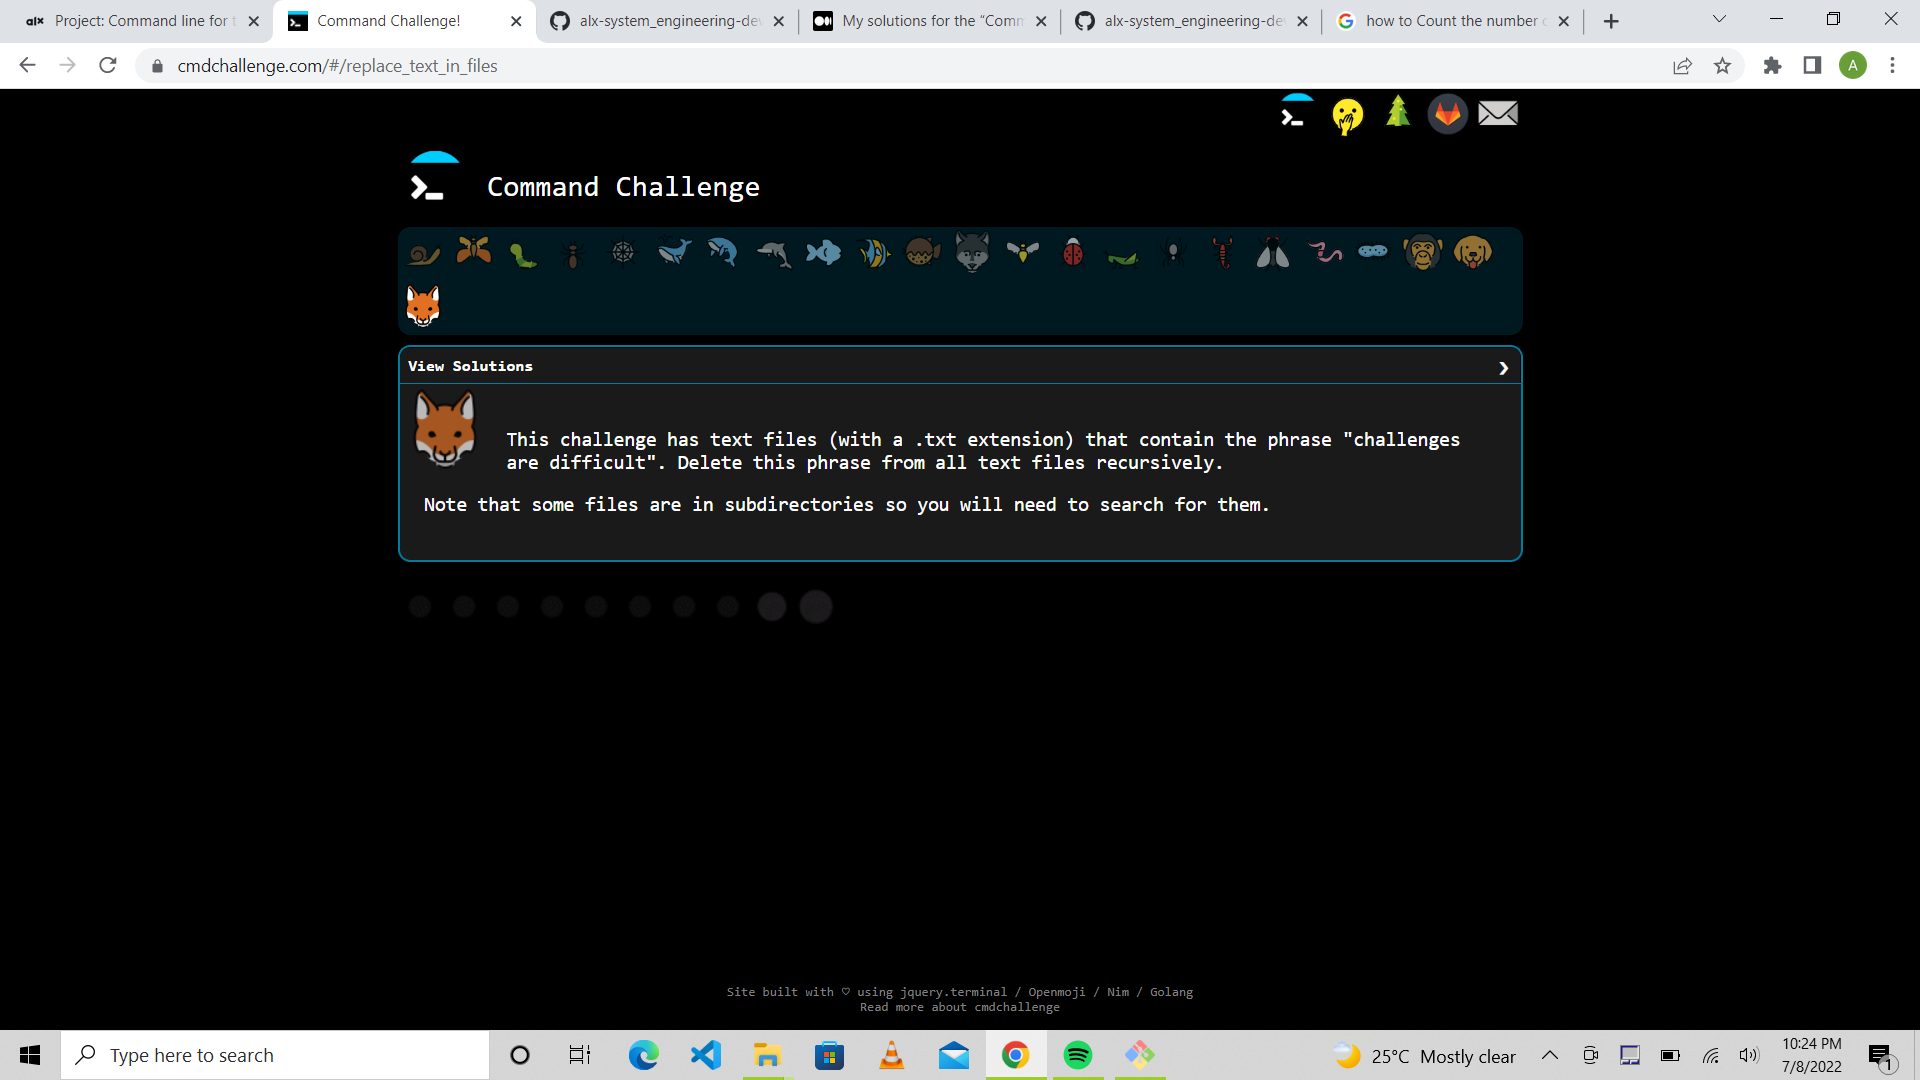 alx Project: Command line for t
Command Challenge!
alx-system_engineering-dev
My solutions for the “Comm
alx-system_engineering-dev
how to Count the number o
cmdchallenge.com/#/replace_text_in_files
A
Command Challenge
View Solutions
This challenge has text files (with a .txt extension) that contain the phrase "challenges
are difficult". Delete this phrase from all text files recursively.
Note that some files are in subdirectories so you will need to search for them.
Site built with ♡ using jquery.terminal / Openmoji / Nim / Golang
Read more about cmdchallenge
Type here to search
25°C Mostly clear
10:24 PM
7/8/2022
1